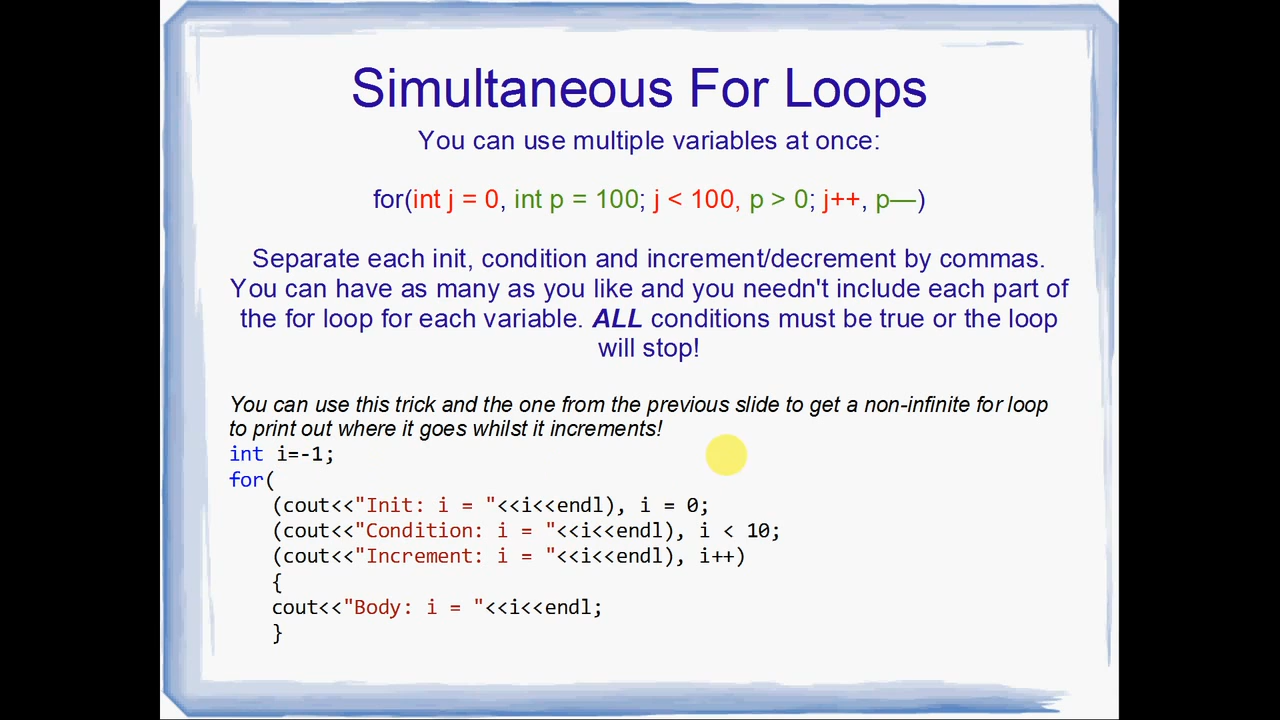 Simultaneous For Loops
You can use multiple variables at once:
for(int j = 0, int p = 100; j < 100, p > 0; j++, p—)
Separate each init, condition and increment/decrement by commas.
You can have as many as you like and you needn't include each part of
the for loop for each variable. ALL conditions must be true or the loop
will stop!
You can use this trick and the one from the previous slide to get a non-infinite for loop
to print out where it goes whilst it increments!
int i=-1;
for(
(cout<<"Init: i = "<<i<<endl), i = 0;
(cout<<"Condition: i = "<<i<<endl), i < 10;
(cout<<"Increment: i = "<<i<<endl), i++)
{
cout<<"Body: i = "<<i<<endl;
}